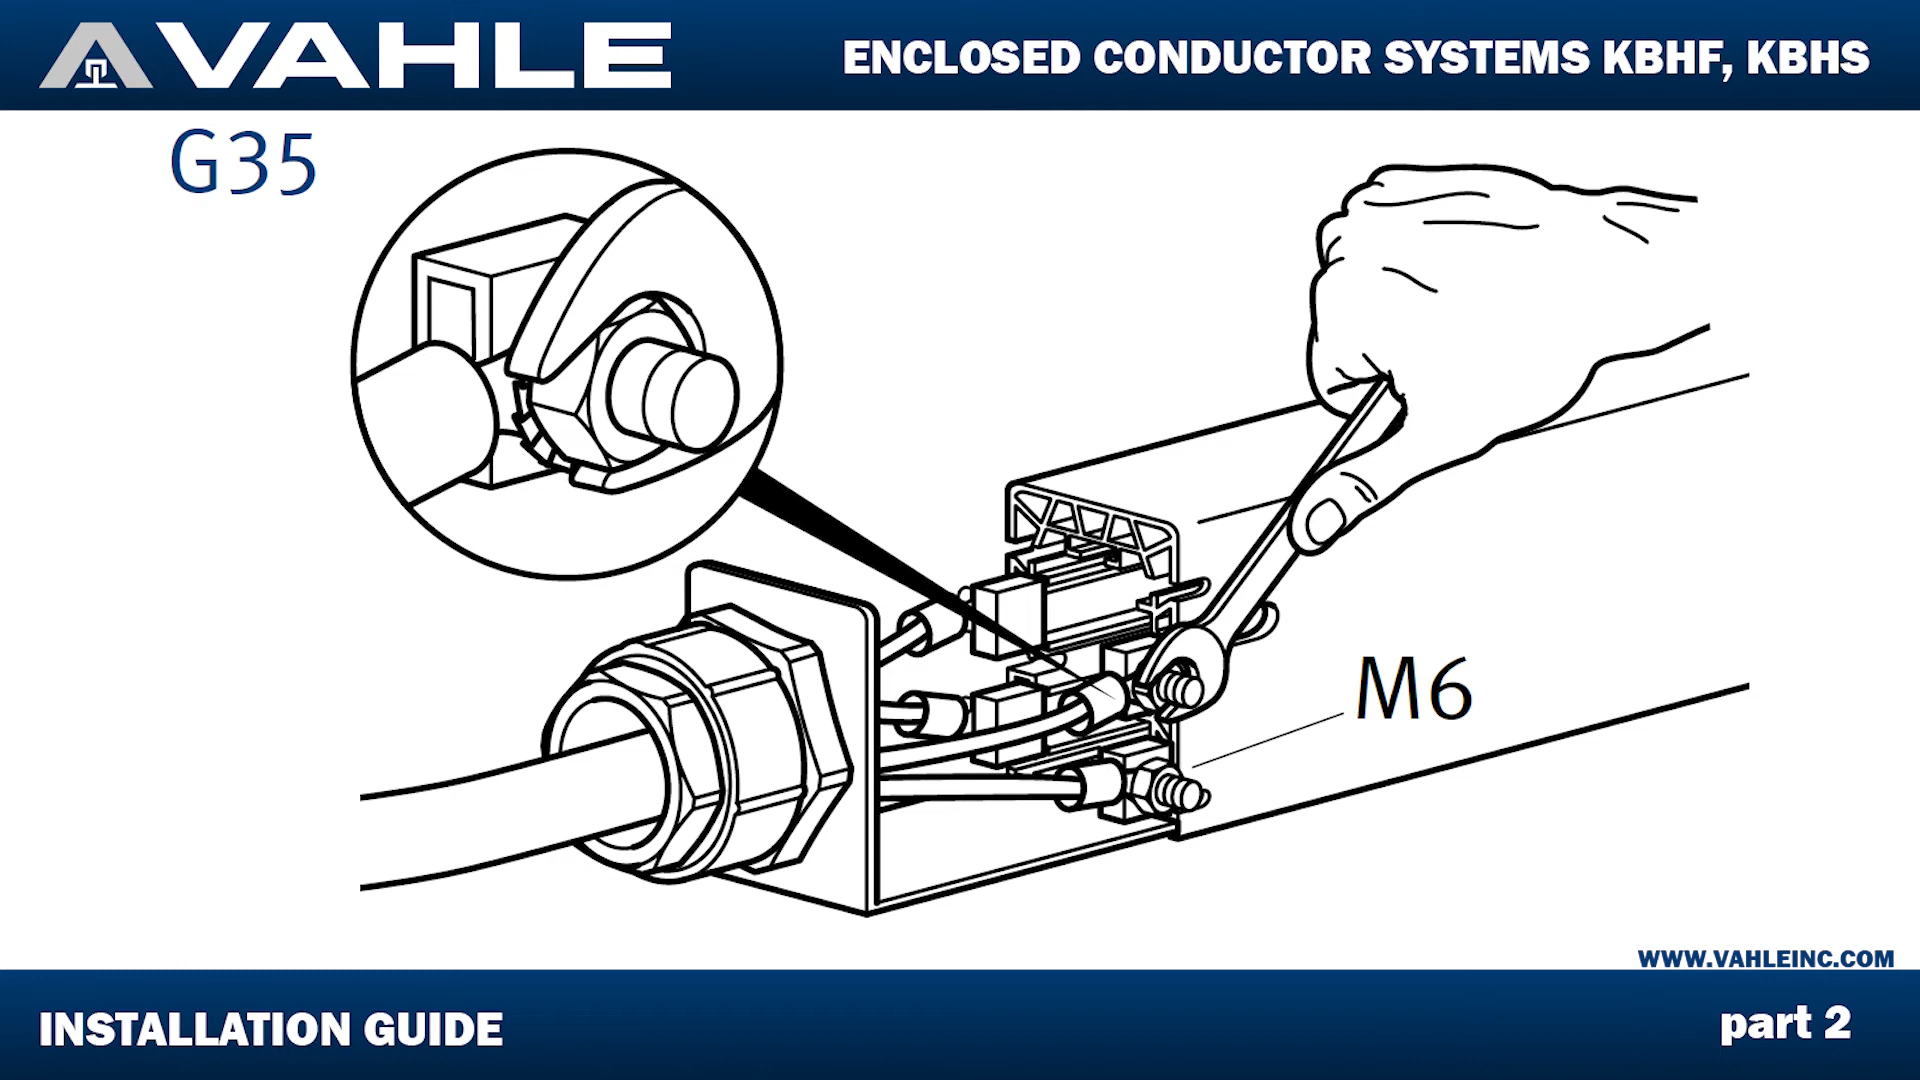 VAHLE
ENCLOSED CONDUCTOR SYSTEMS KBHF, KBHS
G35
M6
WWW.VAHLEINC.COM
INSTALLATION GUIDE
part 2